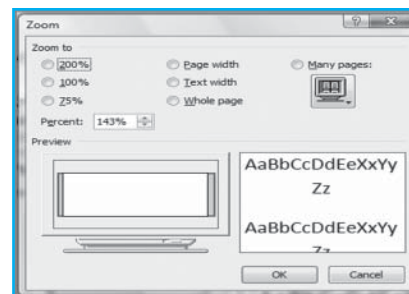 Zoom
Zoom to
200% Page width Many pages:
100% Text width
75% Whole page
Percent: 143%
Preview
AaBbCcDdEeXxYy
Zz
AaBbCcDdEeXxYy
Zz
OK Cancel